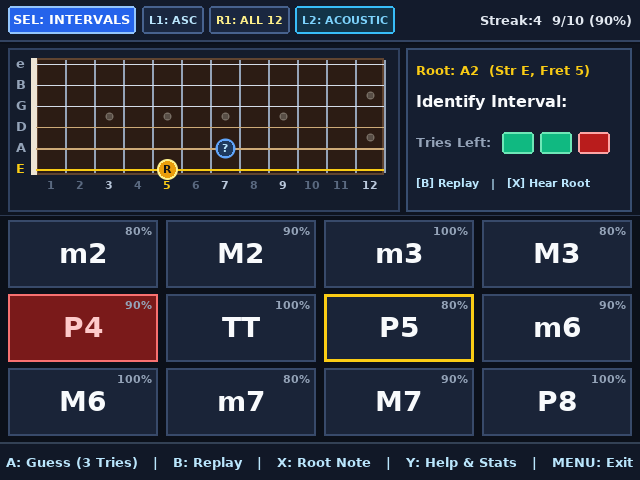 SEL: INTERVALS L1: ASC R1: ALL 12 L2: ACOUSTIC Streak:4 9/10 (90%)
e
B
G
D
A ?
E R
1 2 3 4 5 6 7 8 9 10 11 12
Root: A2 (Str E, Fret 5)
Identify Interval:
Tries Left:
[B] Replay | [X] Hear Root
80% 90% 100% 80%
m2 M2 m3 M3
90% 100% 80% 90%
P4 TT P5 m6
100% 80% 90% 100%
M6 m7 M7 P8
A: Guess (3 Tries) | B: Replay | X: Root Note | Y: Help & Stats | MENU: Exit